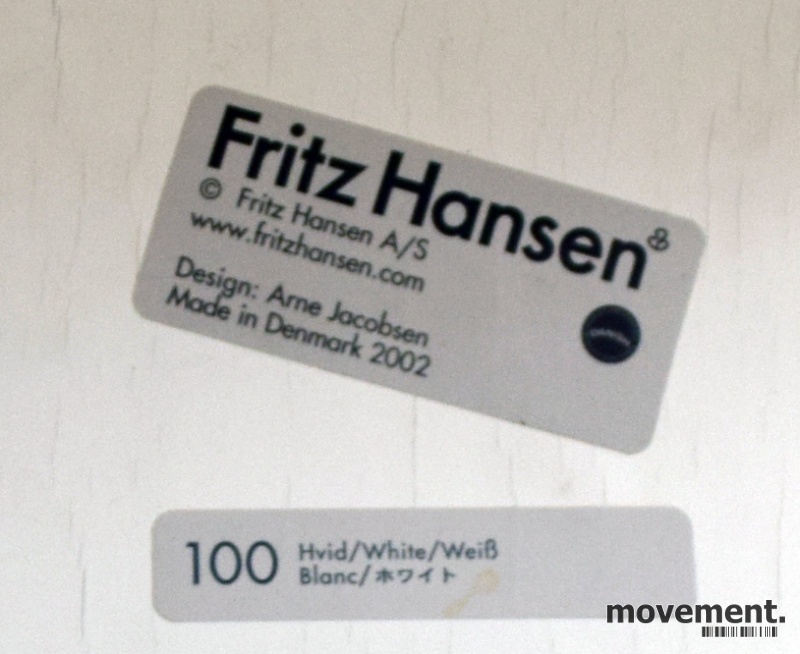 Fritz Hansen
© Fritz Hansen A/S
www.fritzhansen.com
Design: Arne Jacobsen
Made in Denmark 2002
100 Hvid/White/Weiß
Blanc/ホワイト
movement.